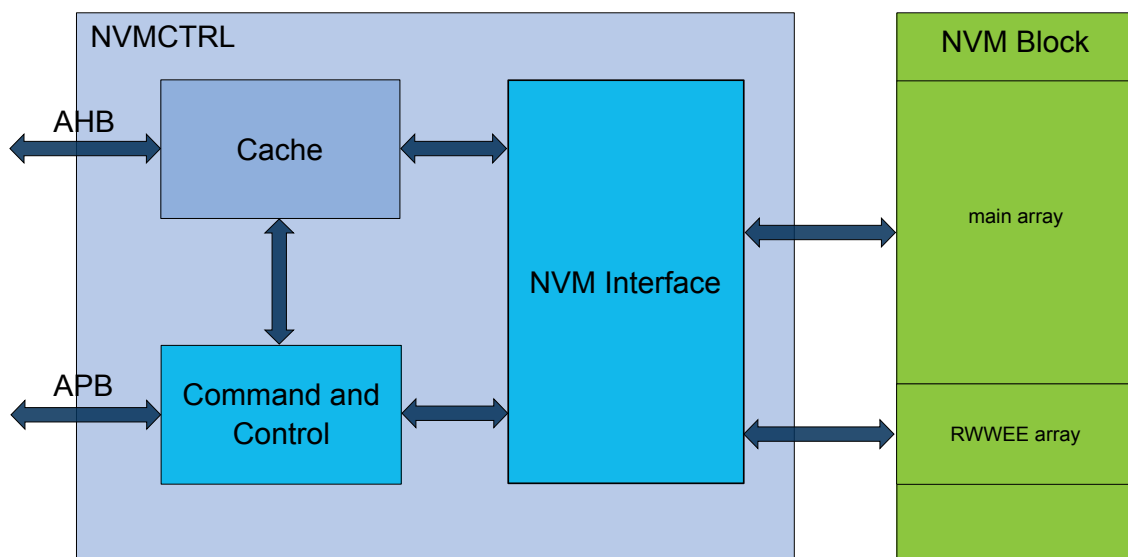 NVMCTRL
NVM Block
AHB
Cache
main array
NVM Interface
APB
Command and
Control
RWWEE array